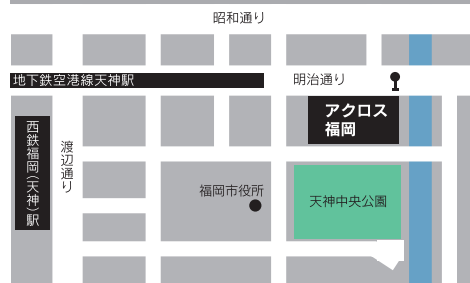 昭和通り
地下鉄空港線天神駅
明治通り
アクロス
福岡
西鉄福岡(天神)駅
渡辺通り
福岡市役所
天神中央公園